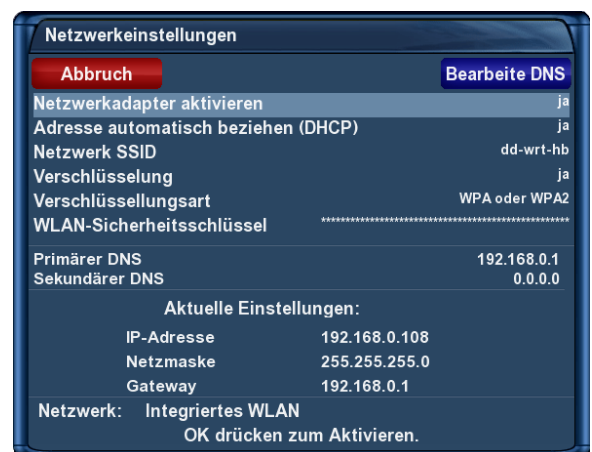 Netzwerkeinstellungen
Abbruch Bearbeite DNS
Netzwerkadapter aktivieren ja
Adresse automatisch beziehen (DHCP) ja
Netzwerk SSID dd-wrt-hb
Verschlüsselung ja
Verschlüssellungsart WPA oder WPA2
WLAN-Sicherheitsschlüssel **************************************************
Primärer DNS 192.168.0.1
Sekundärer DNS 0.0.0.0
Aktuelle Einstellungen:
IP-Adresse 192.168.0.108
Netzmaske 255.255.255.0
Gateway 192.168.0.1
Netzwerk: Integriertes WLAN
OK drücken zum Aktivieren.